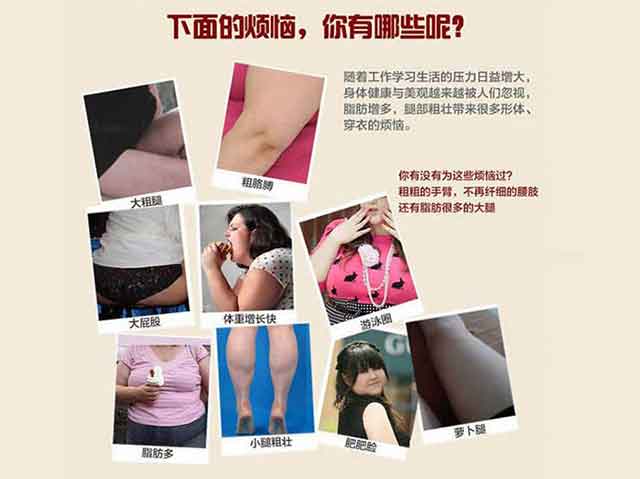 下面的烦恼，你有哪些呢？
随着工作学习生活的压力日益增大，
身体健康与美观越来越被人们忽视，
脂肪增多，腿部粗壮带来很多形体、
穿衣的烦恼。
你有没有为这些烦恼过？
粗粗的手臂，不再纤细的腰肢
还有脂肪很多的大腿
大粗腿
粗胳膊
大屁股
体重增长快
游泳圈
脂肪多
小腿粗壮
肥肥脸
萝卜腿